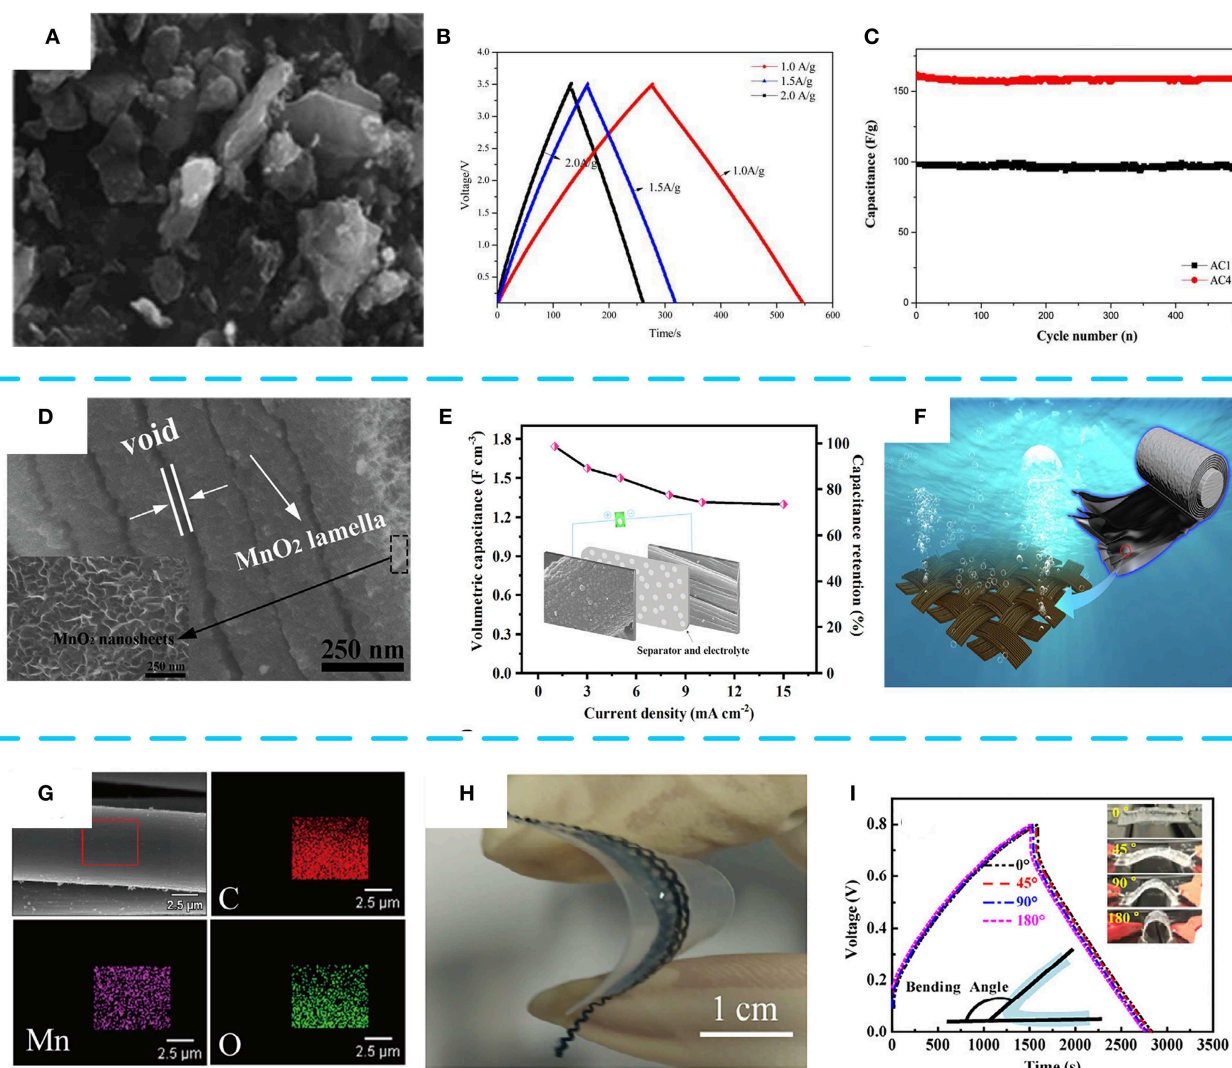 A
B
4.0
3.5
3.0
2.5
2.0
1.5
1.0
0.5
Voltage/V
1.0 A/g
1.5A/g
2.0 A/g
2.0A/g
1.5A/g
1.0A/g
0 100 200 300 400 500 600
Time/s
C
150
100
50
0
Capacitance (F/g)
AC1
AC4
0 100 200 300 400
Cycle number (n)
D
void
MnO₂ lamella
MnO₂ nanosheets
250 nm
250 nm
E
1.8
1.5
1.2
0.9
0.6
0.3
0.0
Volumetric capacitance (F cm⁻³)
100
80
60
40
20
0
Capacitance retention (%)
Separator and electrolyte
0 3 6 9 12 15
Current density (mA cm⁻²)
F
G
2.5 μm
C
2.5 μm
Mn
2.5 μm
O
2.5 μm
H
1 cm
I
0.8
0.6
0.4
0.2
0.0
Voltage (V)
0°
45°
90°
180°
0°
45°
90°
180°
Bending Angle
0 500 1000 1500 2000 2500 3000 3500
Time (s)